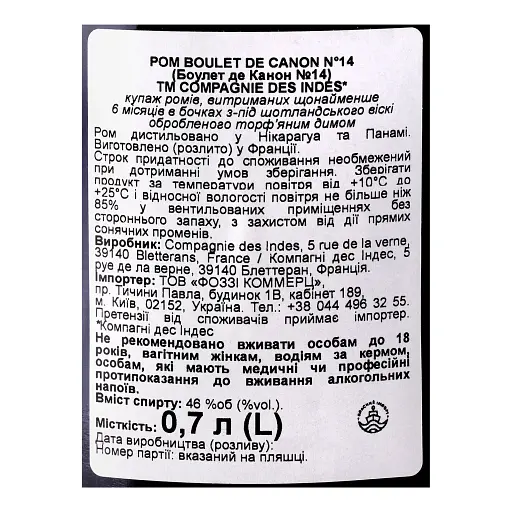 РОМ BOULET DE CANON N°14
(Боулет де Канон №14)
ТМ COMPAGNIE DES INDES*
купаж ромів, витриманих щонайменше
6 місяців в бочках з-під шотландського віскі
обробленого торф'яним димом
Ром дистильовано у Нікарагуа та Панамі.
Виготовлено (розлито) у Франції.
Строк придатності до споживання необмежений
при дотриманні умов зберігання. Зберігати
продукт за температури повітря від +10°С до
+25°С і відносної вологості повітря не більше ніж
85% у вентильованих приміщеннях без
стороннього запаху, з захистом від дії прямих
сонячних променів.
Виробник: Compagnie des Indes, 5 rue de la verne,
39140 Bletterans, France / Компагні дес Індес, 5
руе де ла верне, 39140 Блеттеран, Франція.
Імпортер: ТОВ «ФОЗЗІ КОММЕРЦ»,
пр. Тичини Павла, будинок 1В, кабінет 189,
м. Київ, 02152, Україна. Тел.: +38 044 496 32 55.
Претензії від споживачів приймає імпортер.
*Компагні дес Індес
Не рекомендовано вживати особам до 18
років, вагітним жінкам, водіям за кермом,
особам, які мають медичні чи професійні
протипоказання до вживання алкогольних
напоїв.
Вміст спирту: 46 %об (%vol.).
Місткість: 0,7 л (L)
Дата виробництва (розливу):
Номер партії: вказаний на пляшці.